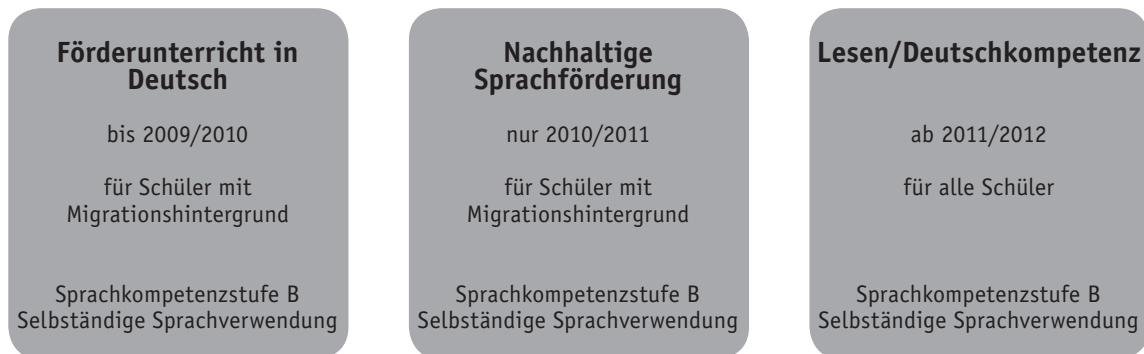 Förderunterricht in
Deutsch
bis 2009/2010
für Schüler mit
Migrationshintergrund
Sprachkompetenzstufe B
Selbständige Sprachverwendung
Nachhaltige
Sprachförderung
nur 2010/2011
für Schüler mit
Migrationshintergrund
Sprachkompetenzstufe B
Selbständige Sprachverwendung
Lesen/Deutschkompetenz
ab 2011/2012
für alle Schüler
Sprachkompetenzstufe B
Selbständige Sprachverwendung